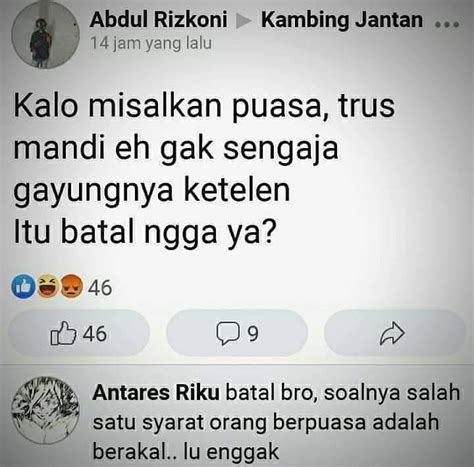 Abdul Rizkoni ▶ Kambing Jantan ...
14 jam yang lalu
Kalo misalkan puasa, trus
mandi eh gak sengaja
gayungnya ketelen
Itu batal ngga ya?
46
46 9
Antares Riku batal bro, soalnya salah
satu syarat orang berpuasa adalah
berakal.. lu enggak